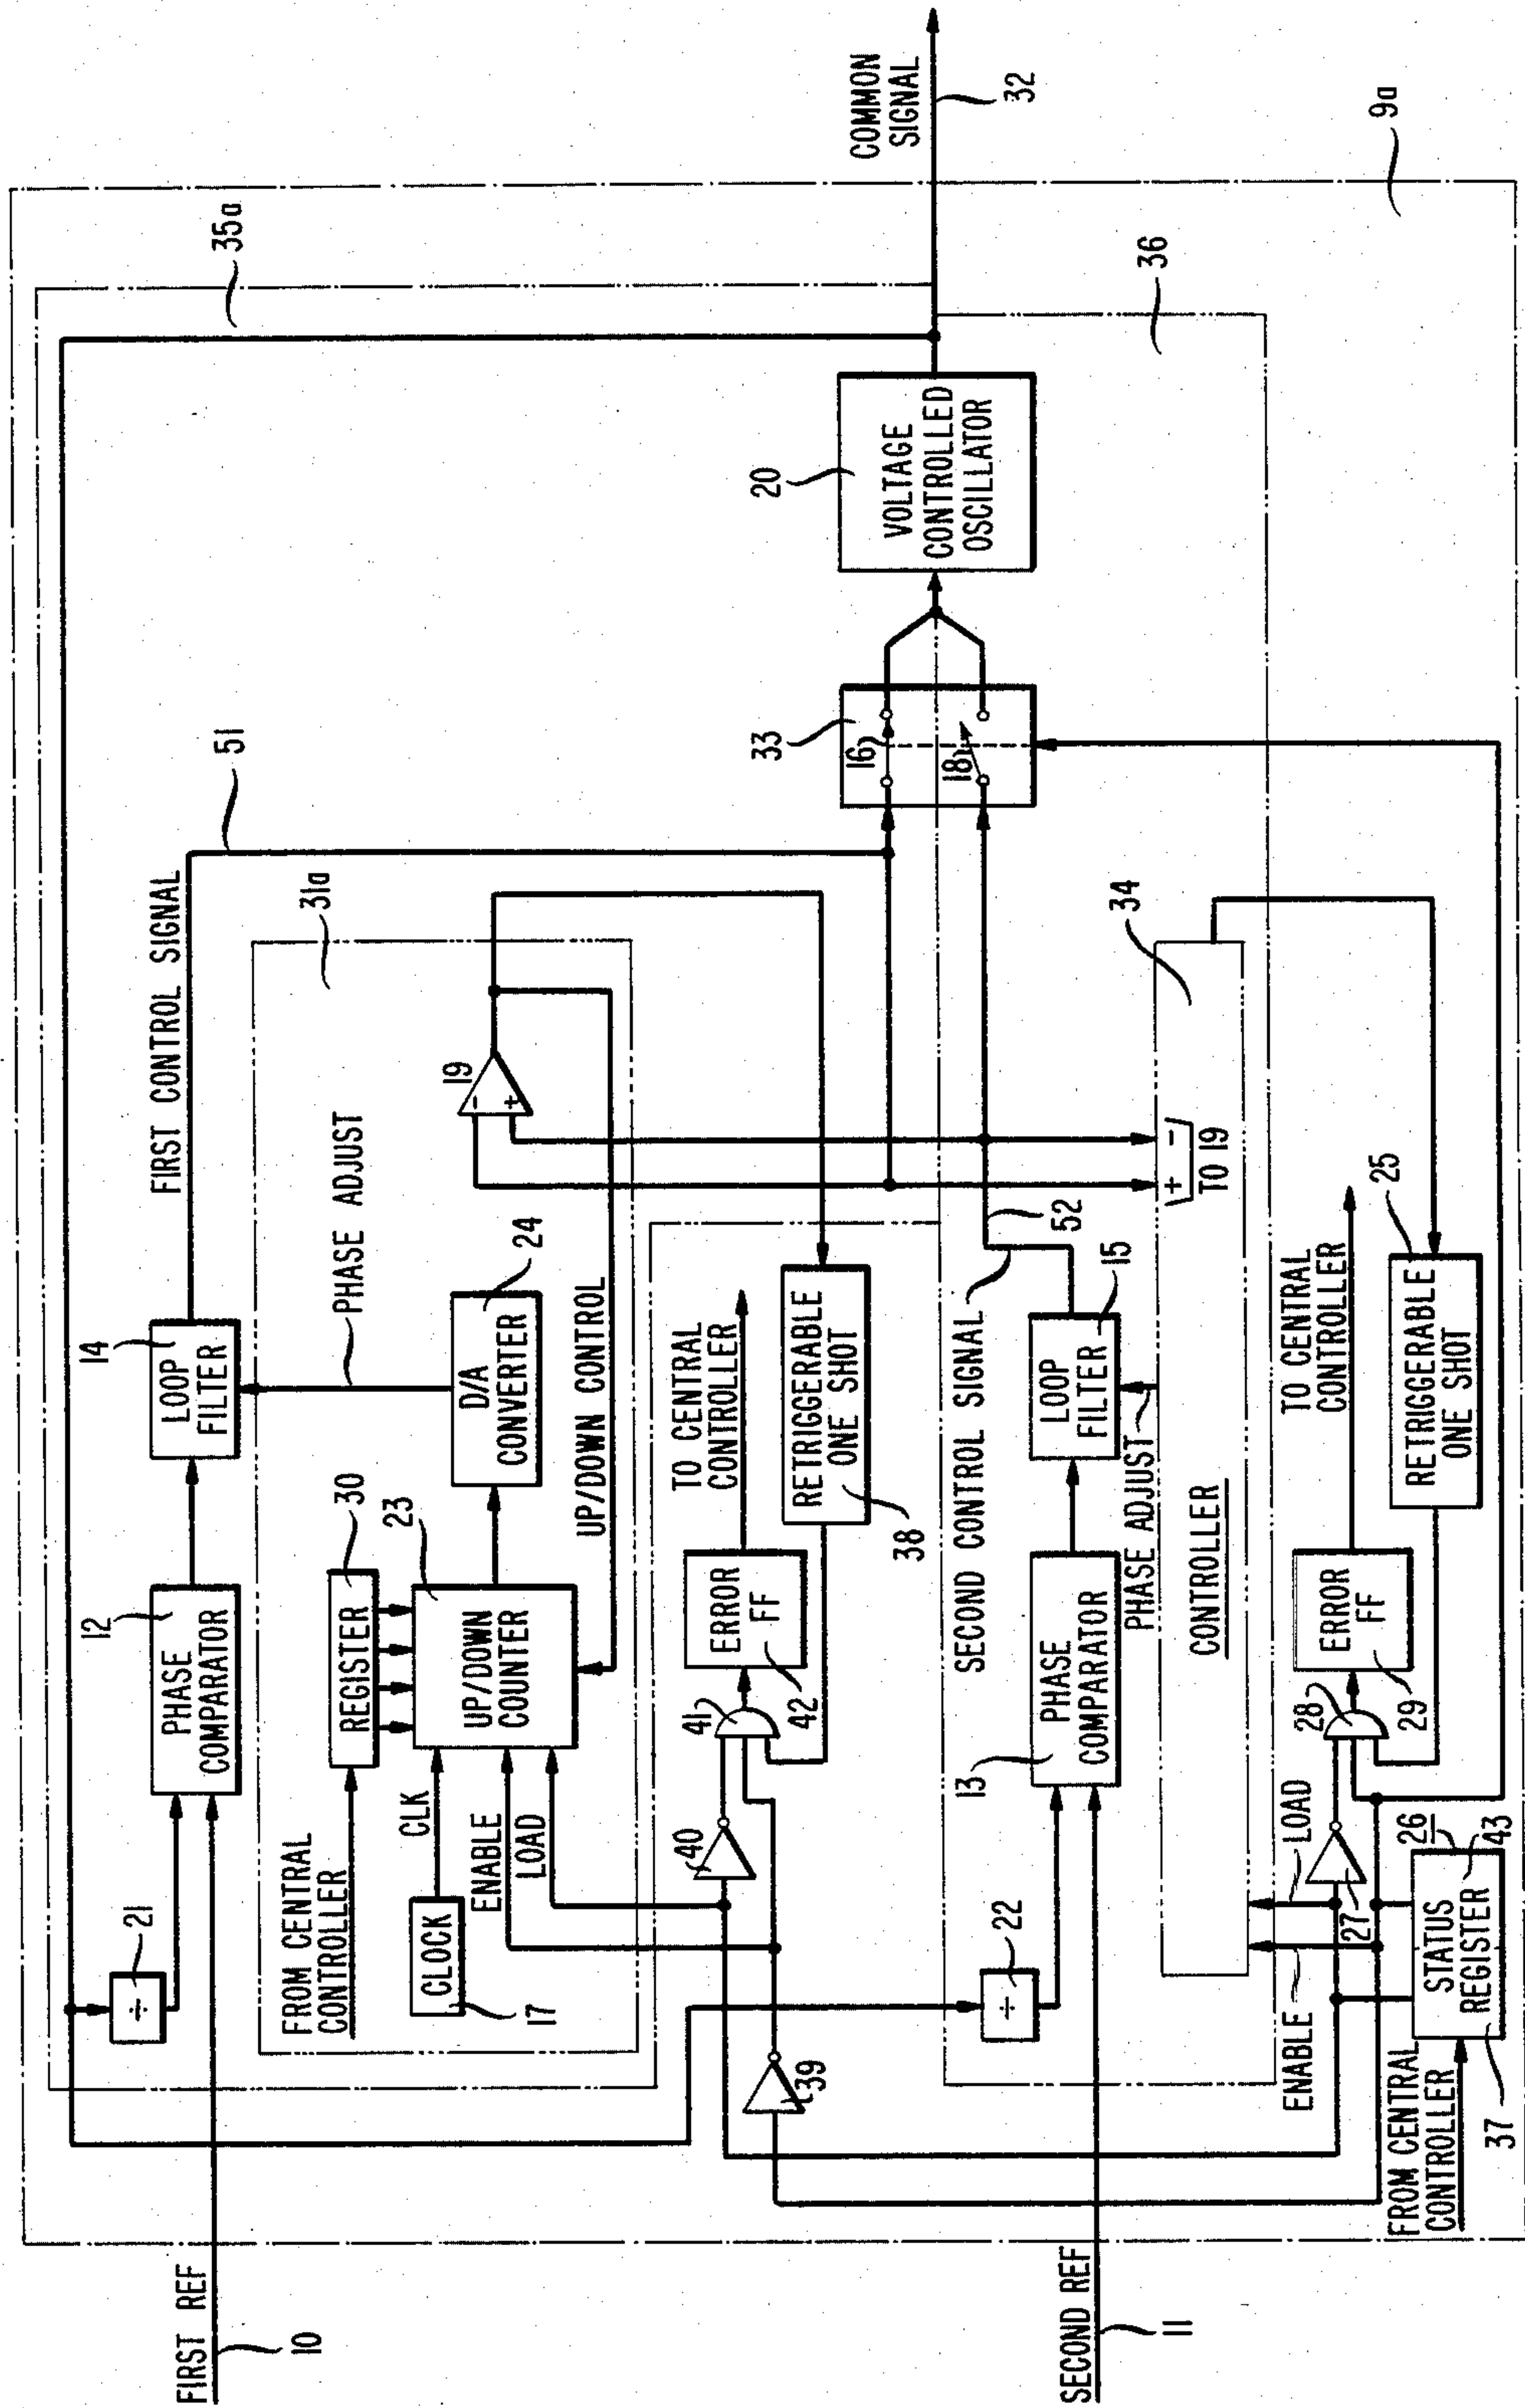 FIRST REF
10
SECOND REF
11
21
÷
12
PHASE
COMPARATOR
14
LOOP
FILTER
FIRST CONTROL SIGNAL
51
35a
FROM CENTRAL
CONTROLLER
30
REGISTER
CLOCK
17
CLK
ENABLE
LOAD
23
UP/DOWN
COUNTER
24
D/A
CONVERTER
PHASE ADJUST
UP/DOWN CONTROL
19
-
+
31a
39
40
41
ERROR
FF
42
TO CENTRAL
CONTROLLER
RETRIGGERABLE
ONE SHOT
38
33
16
18
20
VOLTAGE
CONTROLLED
OSCILLATOR
COMMON
SIGNAL
32
22
÷
13
PHASE
COMPARATOR
SECOND CONTROL SIGNAL
LOOP
FILTER
15
52
PHASE ADJUST
CONTROLLER
+ -
TO 19
34
36
9a
FROM CENTRAL
CONTROLLER
37
STATUS
REGISTER
26
43
ENABLE
LOAD
27
28
ERROR
FF
29
TO CENTRAL
CONTROLLER
RETRIGGERABLE
ONE SHOT
25